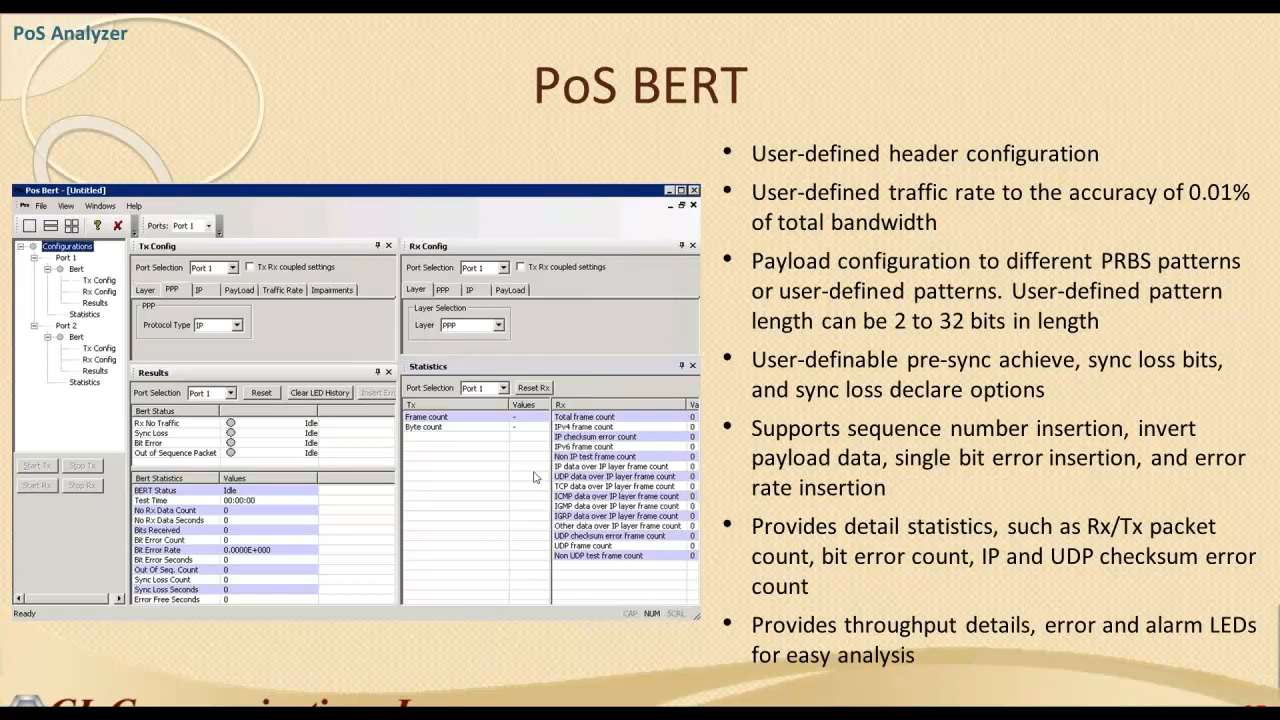 PoS Analyzer
PoS BERT
Pos Bert - [Untitled]
File View Windows Help
Ports: Port 1
Configurations
Port 1
Bert
Tx Config
Rx Config
Results
Statistics
Port 2
Bert
Tx Config
Rx Config
Results
Statistics
Start Tx Stop Tx
Start Rx Stop Rx
Tx Config
Port Selection Port 1 Tx Rx coupled settings
Layer PPP IP PayLoad Traffic Rate Impairments
PPP
Protocol Type IP
Rx Config
Port Selection Port 1 Tx Rx coupled settings
Layer PPP IP PayLoad
Layer Selection
Layer PPP
Results
Port Selection Port 1 Reset Clear LED History Insert Err
Bert Status
Rx No Traffic Idle
Sync Loss Idle
Bit Error Idle
Out of Sequence Packet Idle
Bert Statistics Values
BERT Status Idle
Test Time 00:00:00
No Rx Data Count 0
No Rx Data Seconds 0
Bits Received 0
Bit Error Count 0
Bit Error Rate 0.0000E+000
Bit Error Seconds 0
Out Of Seq. Count 0
Sync Loss Count 0
Sync Loss Seconds 0
Error Free Seconds 0
Statistics
Port Selection Port 1 Reset Rx
Tx Values
Frame count -
Byte count -
Rx Va
Total frame count 0
IPv4 frame count 0
IP checksum error count 0
IPv6 frame count 0
Non IP test frame count 0
IP data over IP layer frame count 0
UDP data over IP layer frame count 0
TCP data over IP layer frame count 0
ICMP data over IP layer frame count 0
IGMP data over IP layer frame count 0
IGRP data over IP layer frame count 0
Other data over IP layer frame count 0
UDP checksum error frame count 0
UDP frame count 0
Non UDP test frame count 0
Ready
CAP NUM SCRL
• User-defined header configuration
• User-defined traffic rate to the accuracy of 0.01%
of total bandwidth
• Payload configuration to different PRBS patterns
or user-defined patterns. User-defined pattern
length can be 2 to 32 bits in length
• User-definable pre-sync achieve, sync loss bits,
and sync loss declare options
• Supports sequence number insertion, invert
payload data, single bit error insertion, and error
rate insertion
• Provides detail statistics, such as Rx/Tx packet
count, bit error count, IP and UDP checksum error
count
• Provides throughput details, error and alarm LEDs
for easy analysis